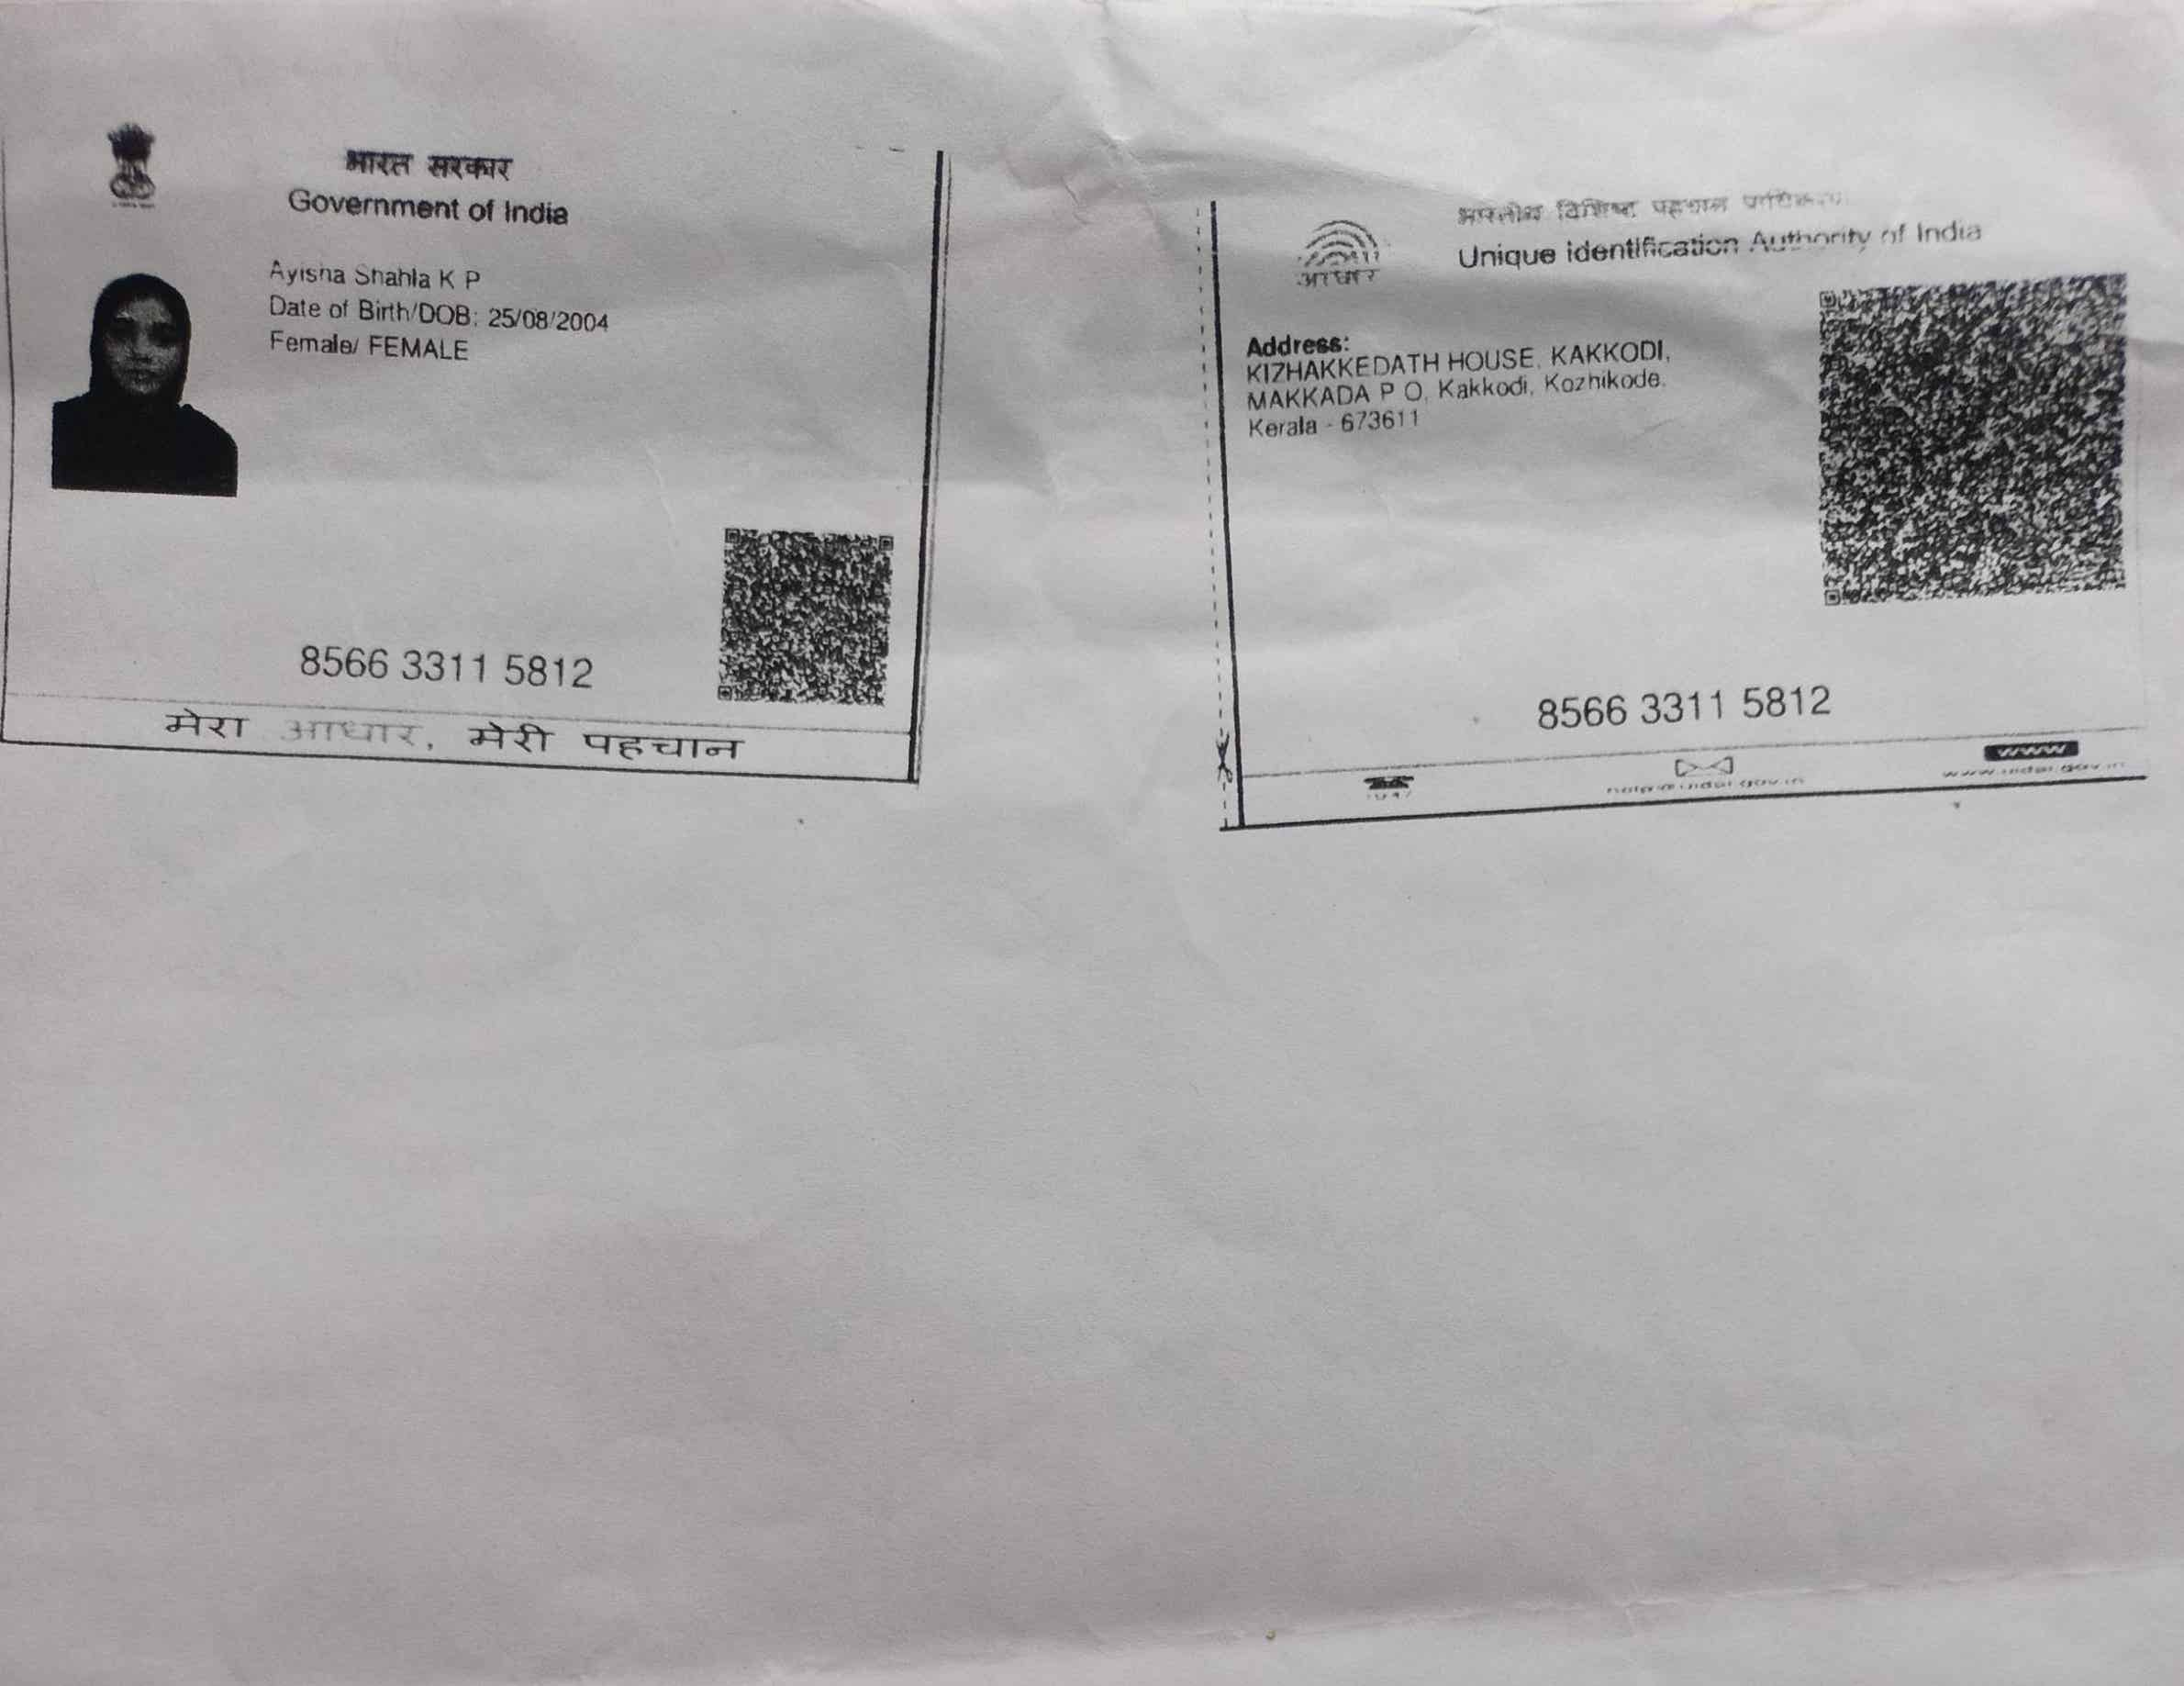 भारत सरकार
Government of India
Ayisha Shahla K P
Date of Birth/DOB: 25/08/2004
Female/ FEMALE
8566 3311 5812
मेरा आधार, मेरी पहचान
भारतीय विशिष्ट पहचान प्राधिकरण
Unique Identification Authority of India
आधार
Address:
KIZHAKKEDATH HOUSE, KAKKODI,
MAKKADA P O, Kakkodi, Kozhikode,
Kerala - 673611
8566 3311 5812
1947
help@uidai.gov.in
www
www.uidai.gov.in